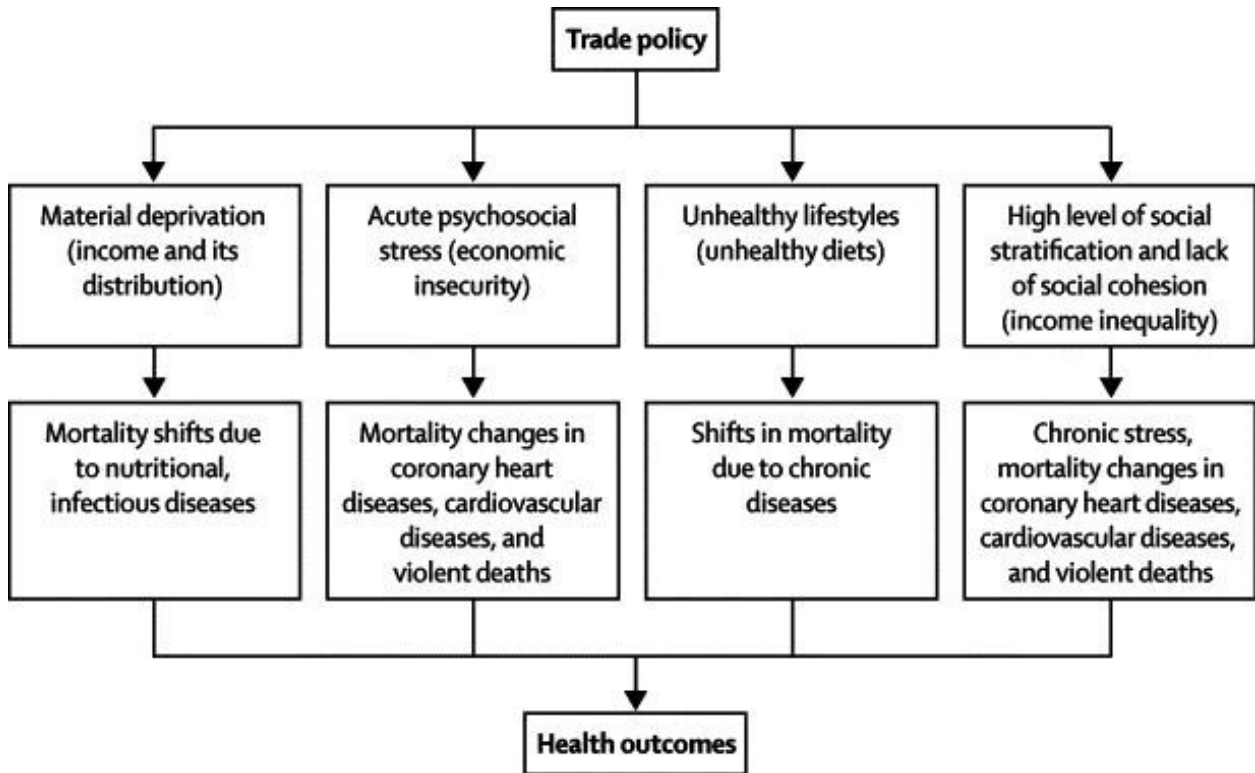 Trade policy
Material deprivation
(income and its
distribution)
Acute psychosocial
stress (economic
insecurity)
Unhealthy lifestyles
(unhealthy diets)
High level of social
stratification and lack
of social cohesion
(income inequality)
Mortality shifts due
to nutritional,
infectious diseases
Mortality changes in
coronary heart
diseases, cardiovascular
diseases, and
violent deaths
Shifts in mortality
due to chronic
diseases
Chronic stress,
mortality changes in
coronary heart diseases,
cardiovascular diseases,
and violent deaths
Health outcomes